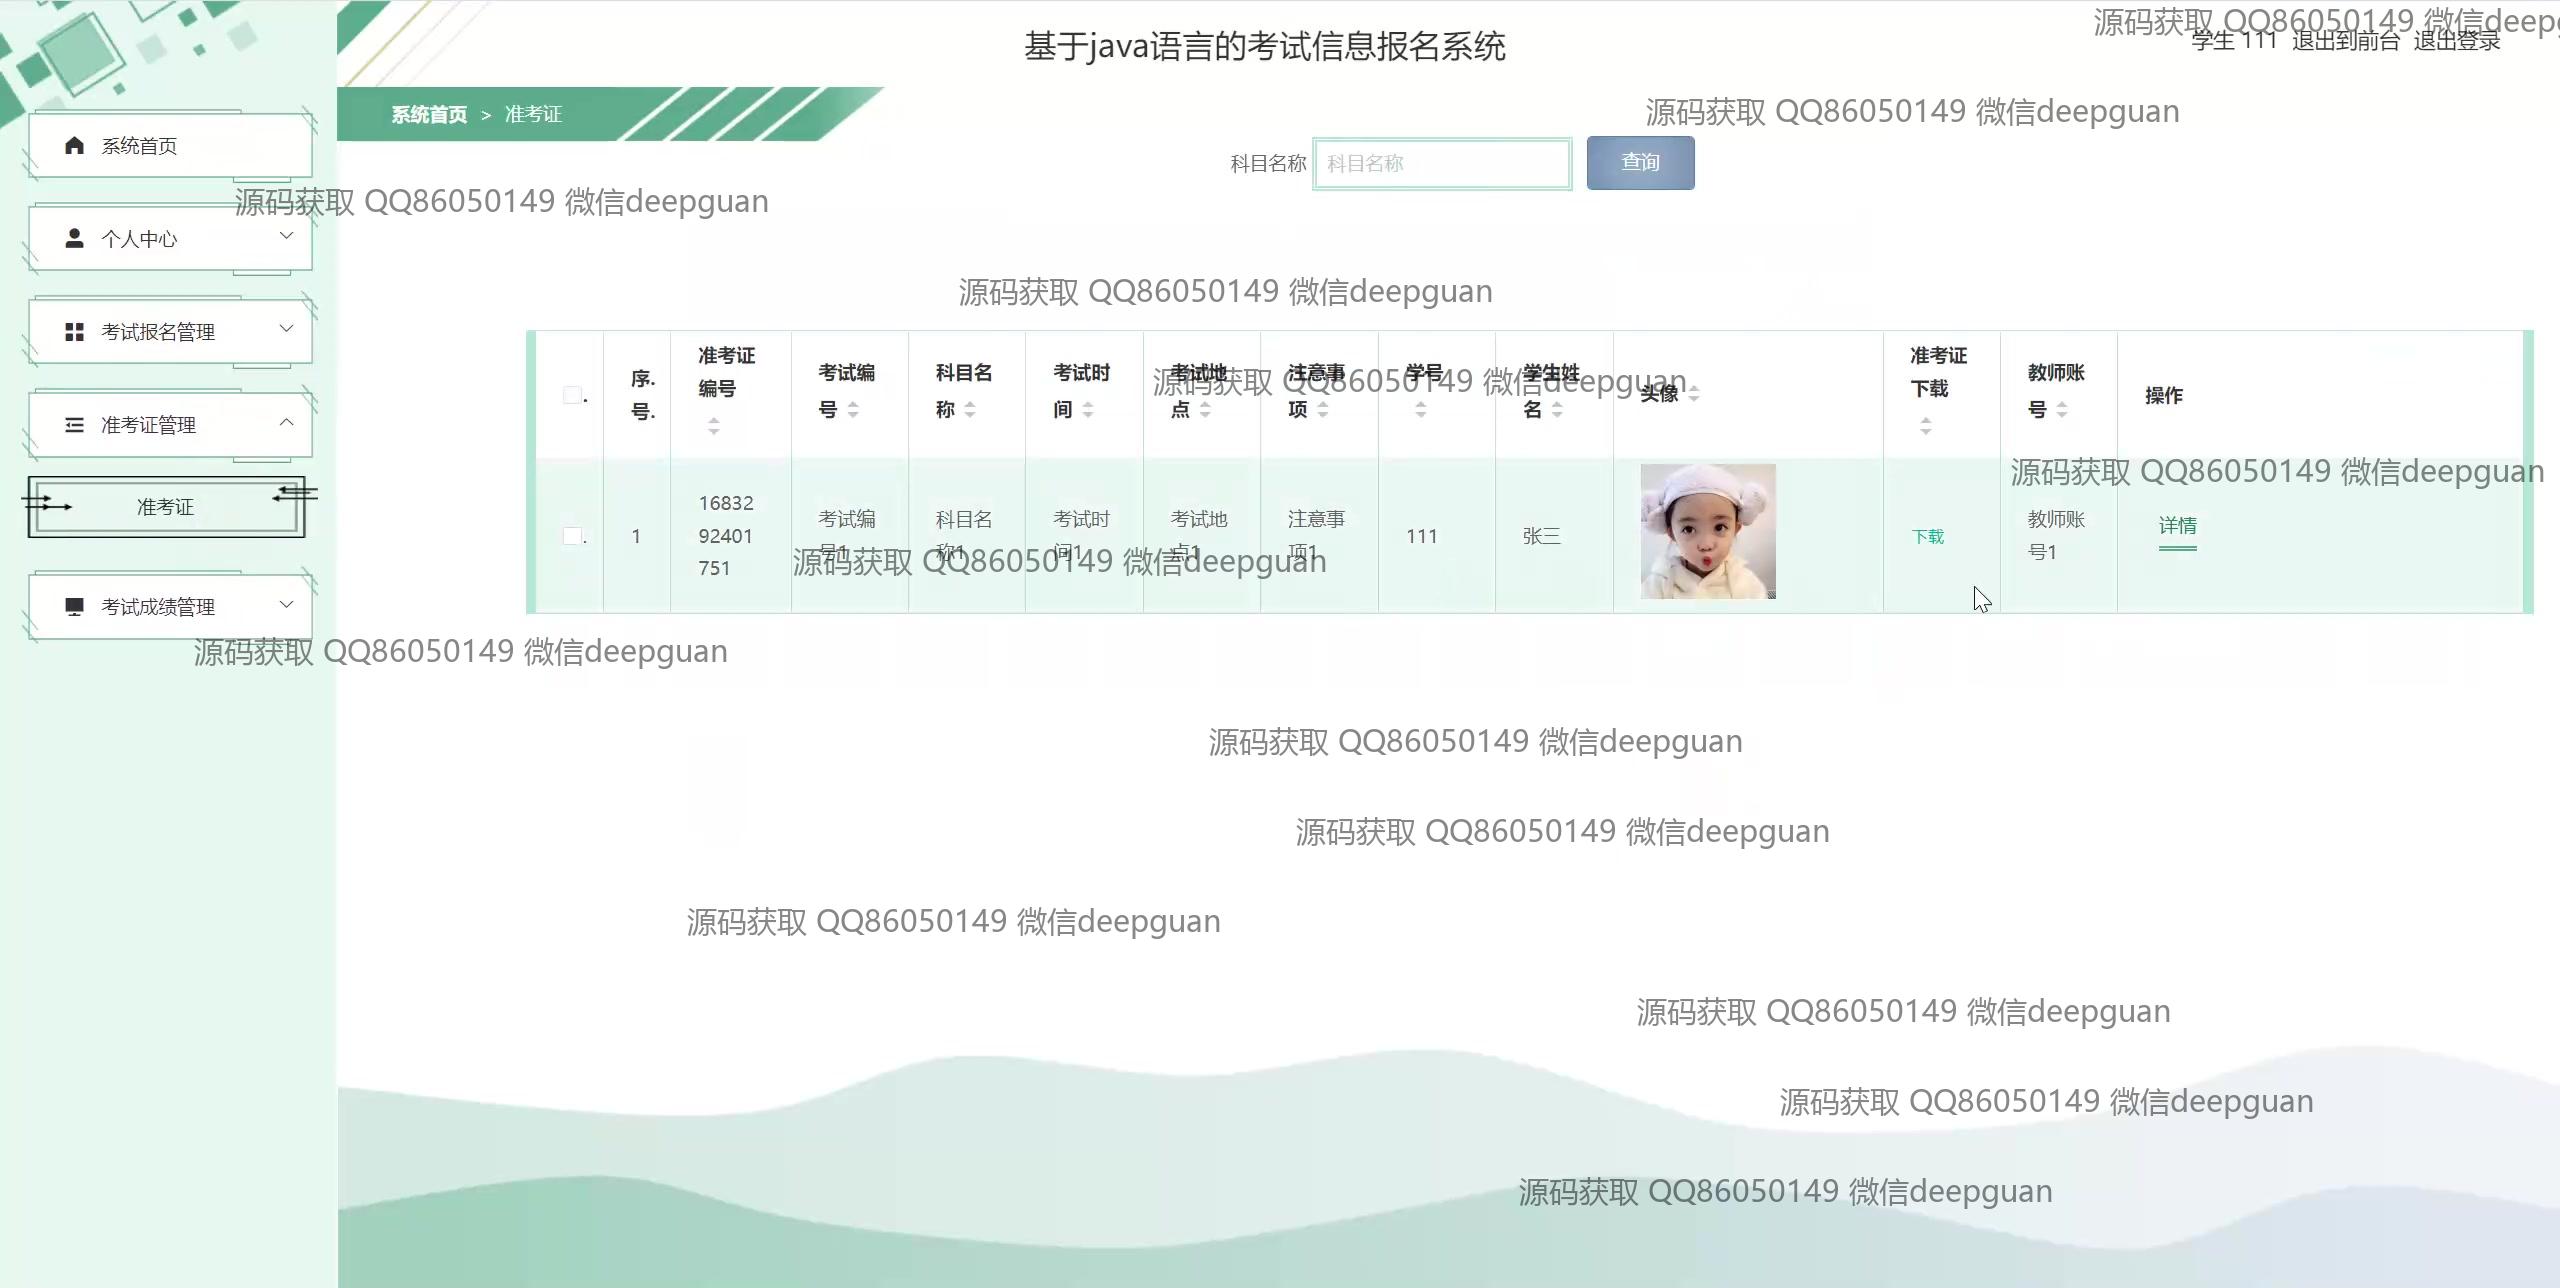 基于java语言的考试信息报名系统
源码获取 QQ86050149 微信deepg
学生 111 退出到前台 退出登录
系统首页 > 准考证
源码获取 QQ86050149 微信deepguan
系统首页
科目名称 科目名称 查询
源码获取 QQ86050149 微信deepguan
个人中心
源码获取 QQ86050149 微信deepguan
考试报名管理
准考证管理
准考证
考试成绩管理
序.
号.
准考证
编号
考试编
号
科目名
称
考试时
间
考试地
点
注意事
项
学号
学生姓
名
头像
准考证
下载
教师账
号
操作
源码获取 QQ86050149 微信deepguan
源码获取 QQ86050149 微信deepguan
1
16832
92401
751
考试编
号1
科目名
称1
考试时
间1
考试地
点1
注意事
项1
111
张三
下载
教师账
号1
详情
源码获取 QQ86050149 微信deepguan
源码获取 QQ86050149 微信deepguan
源码获取 QQ86050149 微信deepguan
源码获取 QQ86050149 微信deepguan
源码获取 QQ86050149 微信deepguan
源码获取 QQ86050149 微信deepguan
源码获取 QQ86050149 微信deepguan
源码获取 QQ86050149 微信deepguan